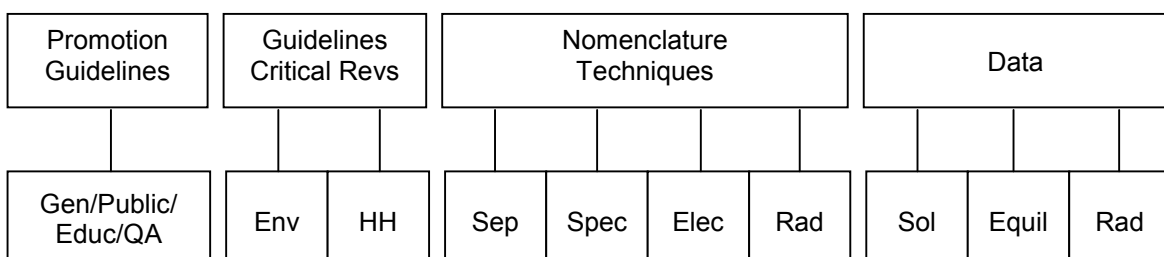 Promotion
Guidelines
Guidelines
Critical Revs
Nomenclature
Techniques
Data
Gen/Public/
Educ/QA
Env
HH
Sep
Spec
Elec
Rad
Sol
Equil
Rad